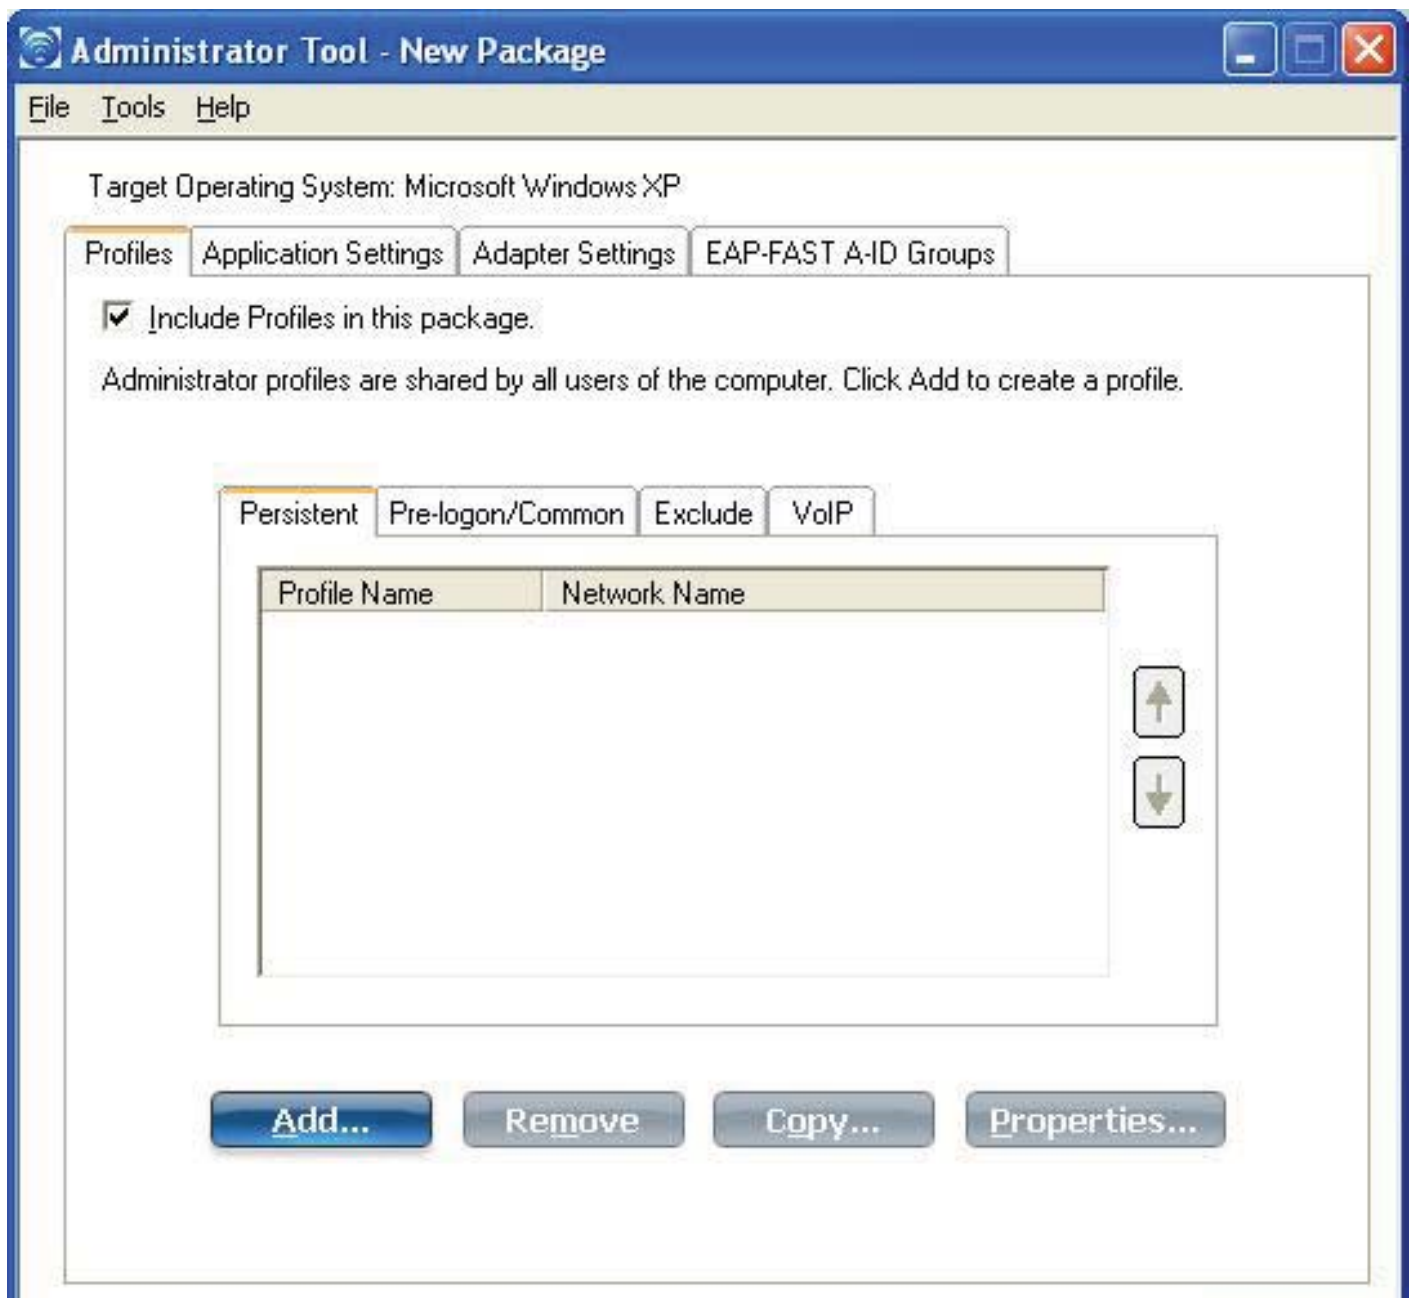 Administrator Tool - New Package
File Tools Help
Target Operating System: Microsoft Windows XP
Profiles Application Settings Adapter Settings EAP-FAST A-ID Groups
Include Profiles in this package.
Administrator profiles are shared by all users of the computer. Click Add to create a profile.
Persistent Pre-logon/Common Exclude VoIP
Profile Name Network Name
Add... Remove Copy... Properties...